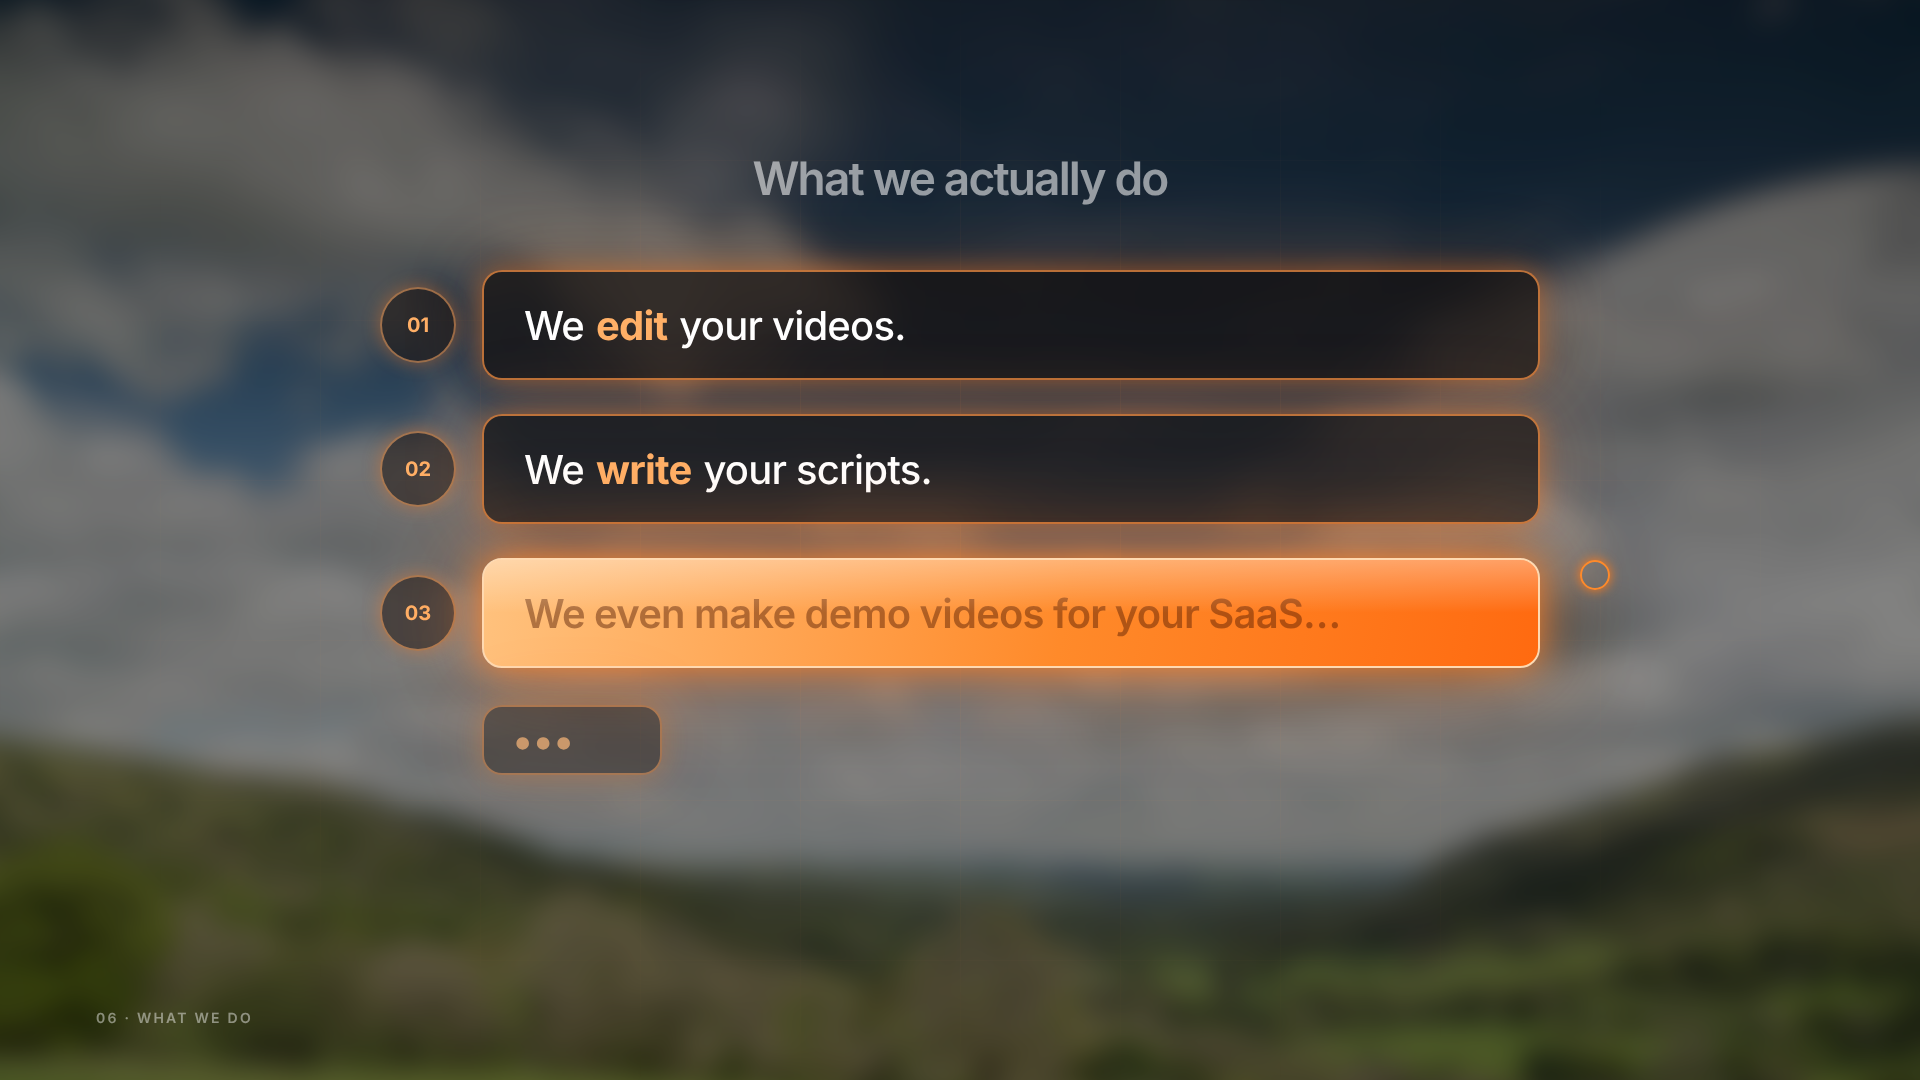 What we actually do
01
We edit your videos.
02
We write your scripts.
03
We even make demo videos for your SaaS...
06 · WHAT WE DO